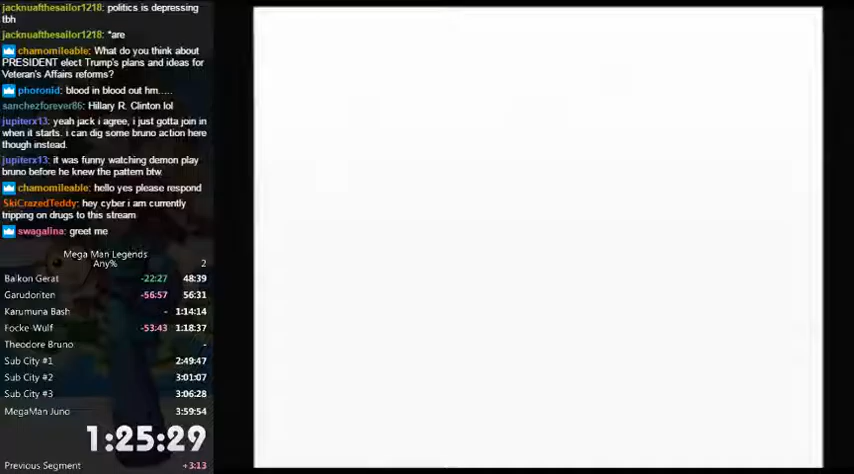 jacknuafthesailor1218: politics is depressing
tbh
jacknuafthesailor1218: *are
chamomileable: What do you think about
PRESIDENT elect Trump's plans and ideas for
Veteran's Affairs reforms?
phoronid: blood in blood out hm.....
sanchezforever86: Hillary R. Clinton lol
jupiterx13: yeah jack i agree, i just gotta join in
when it starts. i can dig some bruno action here
though instead.
jupiterx13: it was funny watching demon play
bruno before he knew the pattern btw
chamomileable: hello yes please respond
SkiCrazedTeddy: hey cyber i am currently
tripping on drugs to this stream
swagalina: greet me
Mega Man Legends
Any% 2
Balkon Gerat -22:27 48:39
Garudoriten -56:57 56:31
Karumuna Bash - 1:14:14
Focke-Wulf -53:43 1:18:37
Theodore Bruno -
Sub City #1 2:49:47
Sub City #2 3:01:07
Sub City #3 3:06:28
MegaMan Juno 3:59:54
1:25:29
Previous Segment +3:13